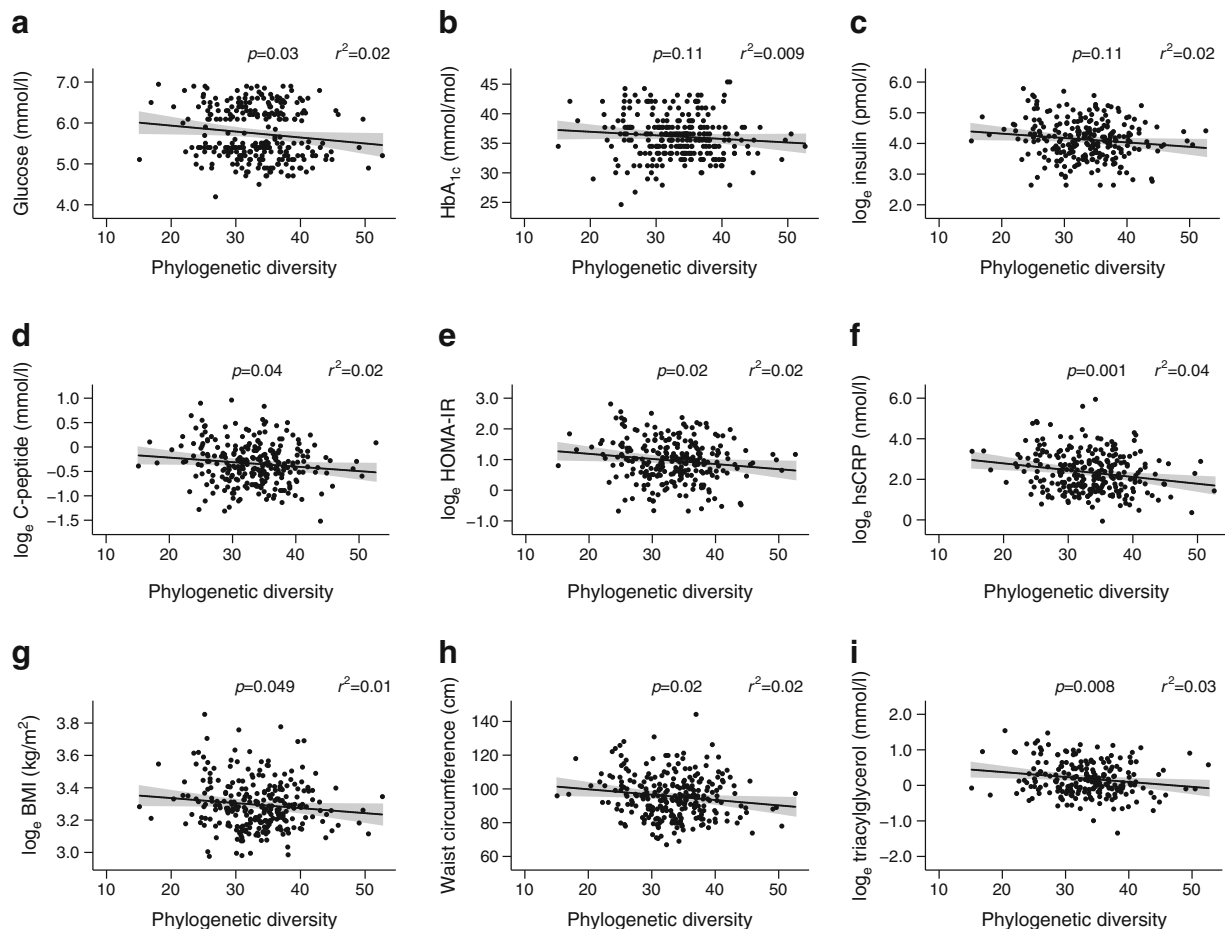 a
p=0.03 r²=0.02
Glucose (mmol/l)
7.0
6.0
5.0
4.0
10 20 30 40 50
Phylogenetic diversity
b
p=0.11 r²=0.009
HbA1c (mmol/mol)
45
40
35
30
25
10 20 30 40 50
Phylogenetic diversity
c
p=0.11 r²=0.02
loge insulin (pmol/l)
6.0
5.0
4.0
3.0
2.0
10 20 30 40 50
Phylogenetic diversity
d
p=0.04 r²=0.02
loge C-peptide (mmol/l)
1.0
0.5
0
−0.5
−1.0
−1.5
10 20 30 40 50
Phylogenetic diversity
e
p=0.02 r²=0.02
loge HOMA-IR
3.0
2.0
1.0
0
−1.0
10 20 30 40 50
Phylogenetic diversity
f
p=0.001 r²=0.04
loge hsCRP (nmol/l)
6.0
4.0
2.0
0
10 20 30 40 50
Phylogenetic diversity
g
p=0.049 r²=0.01
loge BMI (kg/m²)
3.8
3.6
3.4
3.2
3.0
10 20 30 40 50
Phylogenetic diversity
h
p=0.02 r²=0.02
Waist circumference (cm)
140
120
100
80
60
10 20 30 40 50
Phylogenetic diversity
i
p=0.008 r²=0.03
loge triacylglycerol (mmol/l)
2.0
1.0
0
−1.0
−2.0
10 20 30 40 50
Phylogenetic diversity